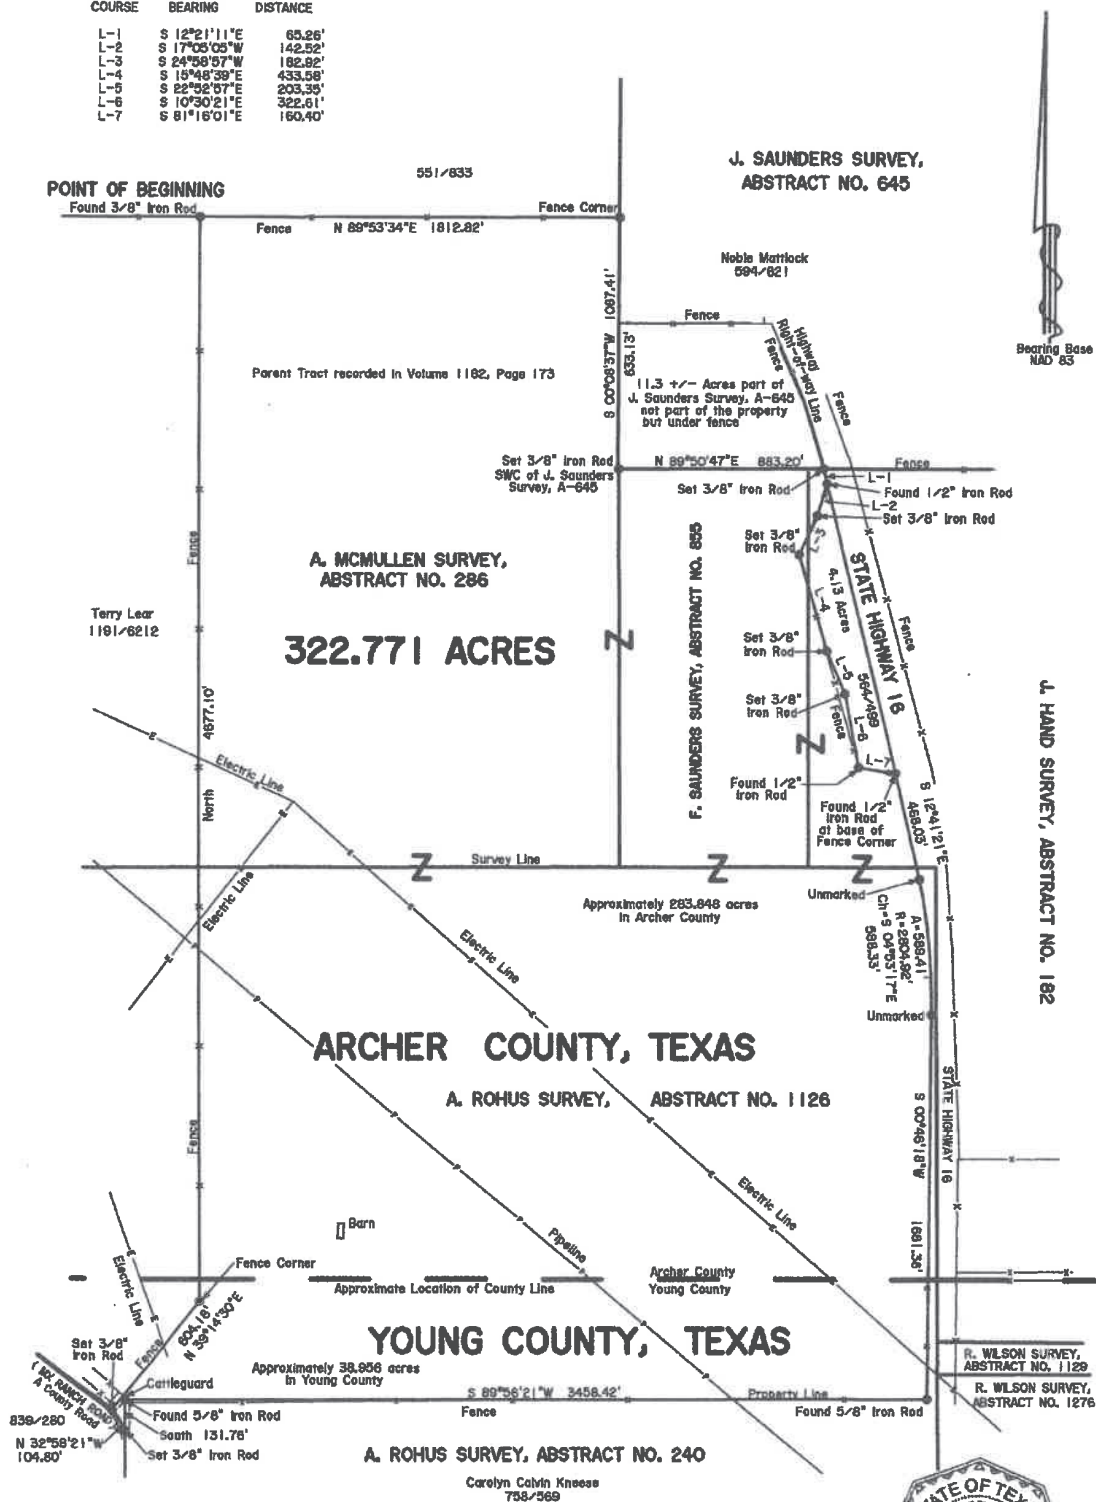 COURSE BEARING DISTANCE
L-1 S 12°21'11"E 65.26'
L-2 S 17°05'05"W 142.52'
L-3 S 24°58'57"W 182.92'
L-4 S 15°48'39"E 433.58'
L-5 S 22°52'57"E 203.35'
L-6 S 10°30'21"E 322.61'
L-7 S 81°16'01"E 160.40'
551/833
J. SAUNDERS SURVEY,
ABSTRACT NO. 645
POINT OF BEGINNING
Found 3/8" Iron Rod
Fence Corner
Fence N 89°53'34"E 1812.82'
Noble Mattlock
594/621
Bearing Base
NAD 83
S 00°08'37"W 1087.41'
633.13'
Fence
Highway
Right-of-way Line
Fence
Fence
Parent Tract recorded in Volume 1182, Page 173
11.3 +/- Acres part of
J. Saunders Survey, A-645
not part of the property
but under fence
Set 3/8" Iron Rod
SWC of J. Saunders
Survey, A-645
N 89°50'47"E 883.20'
Fence
Set 3/8" Iron Rod
L-1
Found 1/2" Iron Rod
L-2
Set 3/8" Iron Rod
Set 3/8"
Iron Rod
L-3
A. MCMULLEN SURVEY,
ABSTRACT NO. 286
322.771 ACRES
Fence
Terry Lear
1191/6212
F. SAUNDERS SURVEY, ABSTRACT NO. 855
L-4
4.13 Acres
STATE HIGHWAY 16
564/499
Fence
Set 3/8"
Iron Rod
L-5
Set 3/8"
Iron Rod
Fence
L-6
L-7
Found 1/2"
Iron Rod
Found 1/2"
Iron Rod
at base of
Fence Corner
S 12°41'21"E
468.03'
J. HAND SURVEY, ABSTRACT NO. 182
North 4677.10'
Electric Line
Electric Line
Z
Z
Z
Z
Z
Survey Line
Unmarked
Approximately 283.848 acres
in Archer County
A=589.41'
R=2804.92'
Ch=S 04°53'17"E
588.33'
Unmarked
Electric Line
ARCHER COUNTY, TEXAS
A. ROHUS SURVEY, ABSTRACT NO. 1126
S 00°46'18"W 1681.36'
STATE HIGHWAY 16
Fence
Barn
Pipeline
Electric Line
Electric Line
Fence Corner
Archer County
Approximate Location of County Line
Young County
604.18'
N 39°14'30"E
Fence
YOUNG COUNTY, TEXAS
Set 3/8"
Iron Rod
Cattleguard
Approximately 38.956 acres
in Young County
R. WILSON SURVEY,
ABSTRACT NO. 1129
R. WILSON SURVEY,
ABSTRACT NO. 1276
RANCH ROAD
A County Road
839/280
N 32°58'21"W
104.80'
S 89°56'21"W 3458.42'
Property Line
Fence
Found 5/8" Iron Rod
Found 5/8" Iron Rod
South 131.76'
Set 3/8" Iron Rod
A. ROHUS SURVEY, ABSTRACT NO. 240
Carolyn Calvin Kneese
758/569
STATE OF TEX